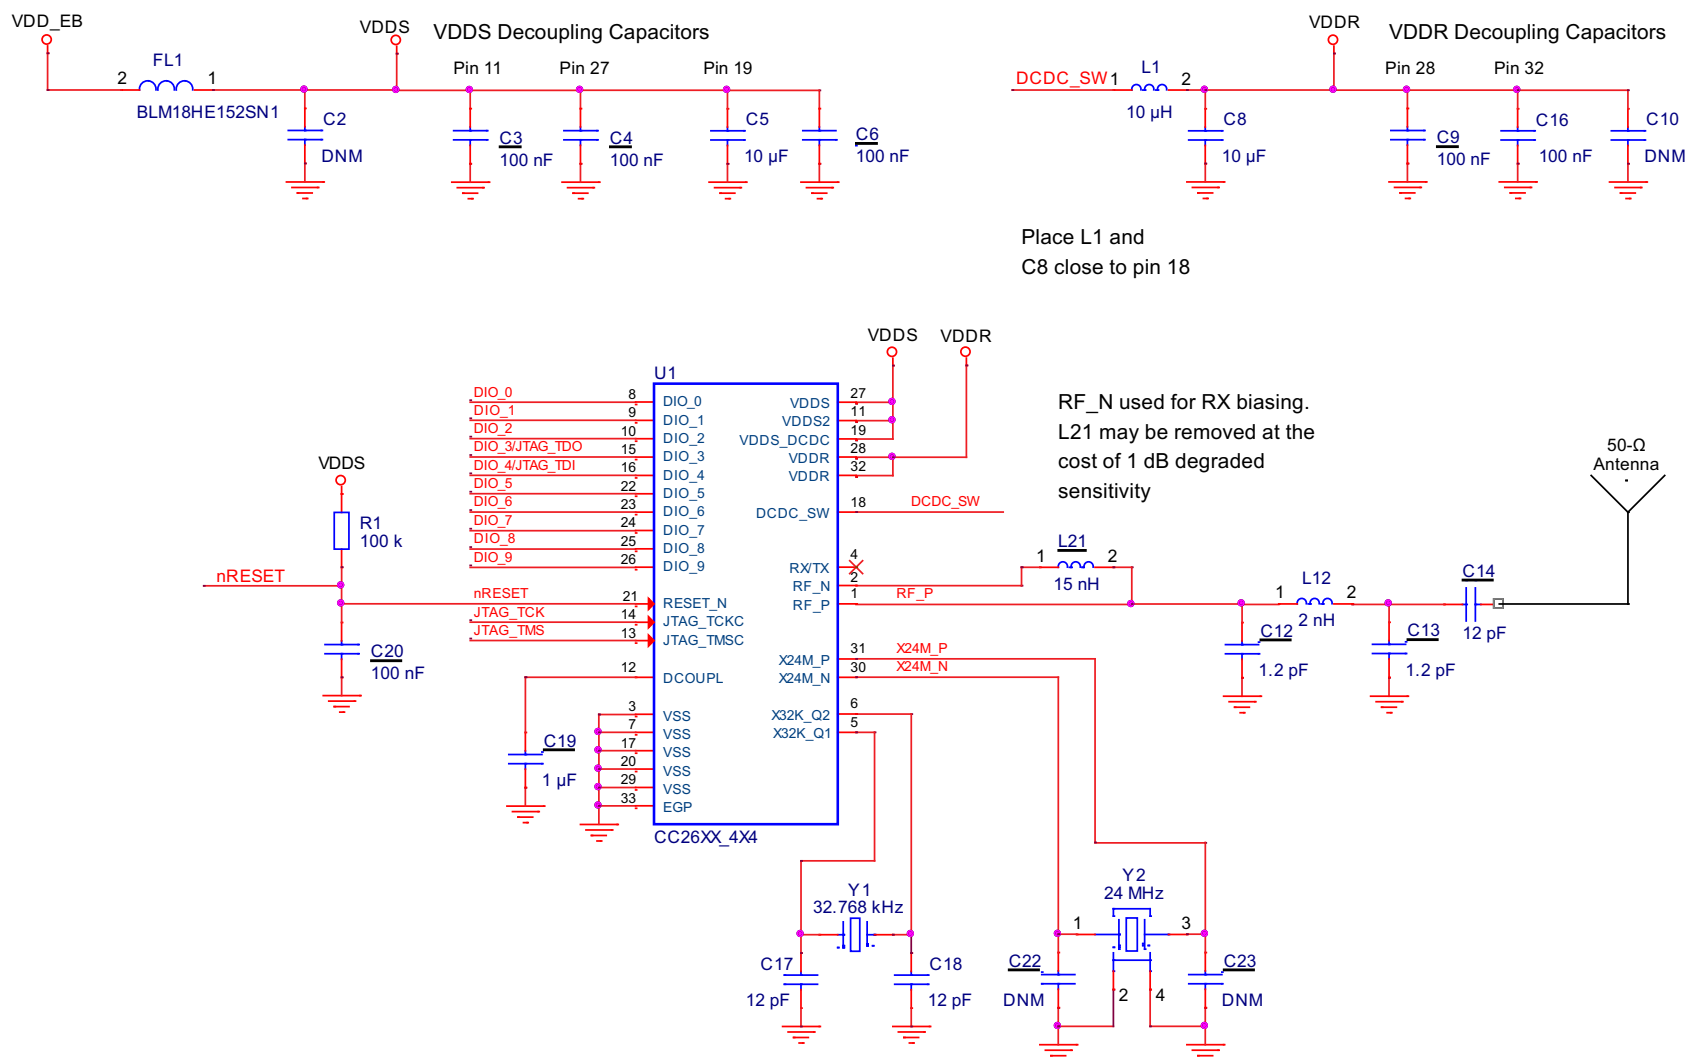 VDD_EB
VDDS
VDDS Decoupling Capacitors
FL1
2
1
BLM18HE152SN1
Pin 11
Pin 27
Pin 19
C2
DNM
C3
100 nF
C4
100 nF
C5
10 µF
C6
100 nF
VDDR
VDDR Decoupling Capacitors
DCDC_SW
1
L1
2
10 µH
Pin 28
Pin 32
C8
10 µF
C9
100 nF
C16
100 nF
C10
DNM
Place L1 and
C8 close to pin 18
VDDS
VDDR
U1
DIO_0
8
DIO_0
DIO_1
9
DIO_1
DIO_2
10
DIO_2
DIO_3/JTAG_TDO
15
DIO_3
DIO_4/JTAG_TDI
16
DIO_4
DIO_5
22
DIO_5
DIO_6
23
DIO_6
DIO_7
24
DIO_7
DIO_8
25
DIO_8
DIO_9
26
DIO_9
nRESET
21
RESET_N
JTAG_TCK
14
JTAG_TCKC
JTAG_TMS
13
JTAG_TMSC
12
DCOUPL
3
VSS
7
VSS
17
VSS
20
VSS
29
VSS
33
EGP
CC26XX_4X4
VDDS
27
VDDS2
11
VDDS_DCDC
19
VDDR
28
VDDR
32
DCDC_SW
18
DCDC_SW
RX/TX
4
RF_N
2
RF_P
1
RF_P
X24M_P
31
X24M_P
X24M_N
30
X24M_N
X32K_Q2
6
X32K_Q1
5
VDDS
R1
100 k
nRESET
C20
100 nF
C19
1 µF
RF_N used for RX biasing.
L21 may be removed at the
cost of 1 dB degraded
sensitivity
50-Ω
Antenna
1
L21
2
15 nH
1
L12
2
2 nH
C14
12 pF
C12
1.2 pF
C13
1.2 pF
Y1
32.768 kHz
C17
12 pF
C18
12 pF
Y2
24 MHz
1
3
C22
DNM
2
4
C23
DNM